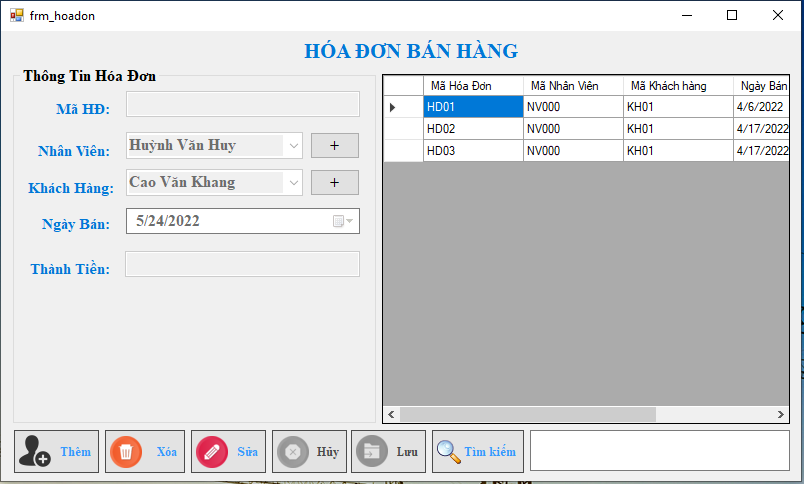 frm_hoadon
HÓA ĐƠN BÁN HÀNG
Thông Tin Hóa Đơn
Mã HĐ:
Nhân Viên: Huỳnh Văn Huy +
Khách Hàng: Cao Văn Khang +
Ngày Bán: 5/24/2022
Thành Tiền:
Mã Hóa Đơn Mã Nhân Viên Mã Khách hàng Ngày Bán
HD01 NV000 KH01 4/6/2022
HD02 NV000 KH01 4/17/2022
HD03 NV000 KH01 4/17/2022
Thêm Xóa Sửa Hủy Lưu Tìm kiếm